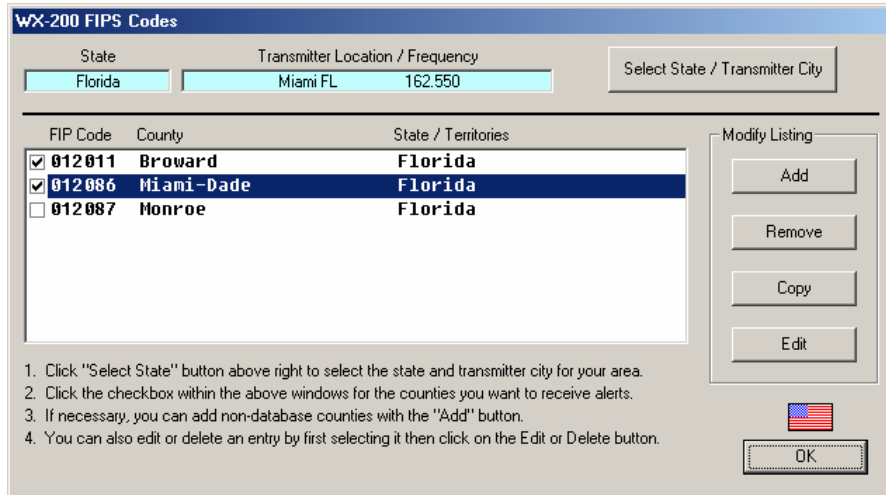 WX-200 FIPS Codes
State Transmitter Location / Frequency
Florida Miami FL 162.550 Select State / Transmitter City
FIP Code County State / Territories Modify Listing
012011 Broward Florida
012086 Miami-Dade Florida
012087 Monroe Florida
Add
Remove
Copy
Edit
1. Click "Select State" button above right to select the state and transmitter city for your area.
2. Click the checkbox within the above windows for the counties you want to receive alerts.
3. If necessary, you can add non-database counties with the "Add" button.
4. You can also edit or delete an entry by first selecting it then click on the Edit or Delete button.
OK